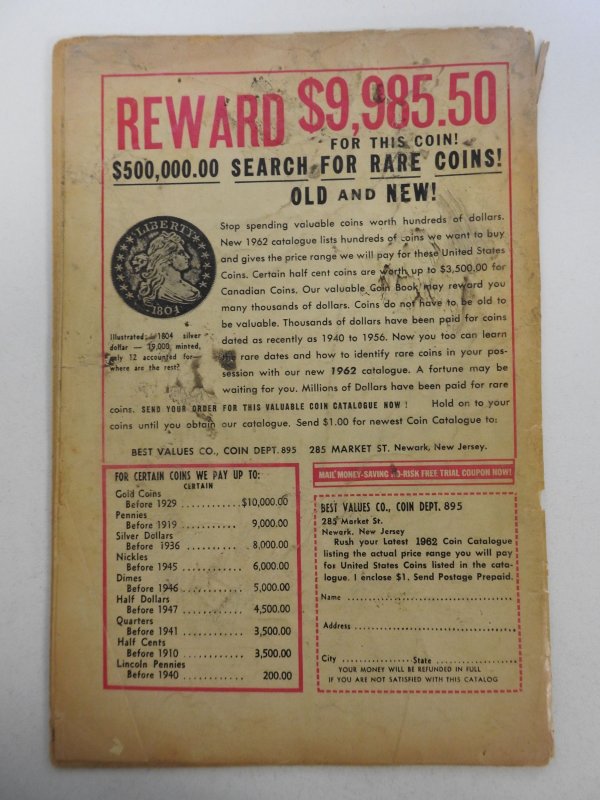 REWARD $9,985.50
FOR THIS COIN!
$500,000.00 SEARCH FOR RARE COINS!
OLD AND NEW!
LIBERTY
1804
Illustrated: 1804 silver
dollar — 19,000 minted,
only 12 accounted for—
where are the rest?
Stop spending valuable coins worth hundreds of dollars.
New 1962 catalogue lists hundreds of coins we want to buy
and gives the price range we will pay for these United States
Coins. Certain half cent coins are worth up to $3,500.00 for
Canadian Coins. Our valuable Coin Book may reward you
many thousands of dollars. Coins do not have to be old to
be valuable. Thousands of dollars have been paid for coins
dated as recently as 1940 to 1956. Now you too can learn
the rare dates and how to identify rare coins in your pos-
session with our new 1962 catalogue. A fortune may be
waiting for you. Millions of Dollars have been paid for rare
coins. SEND YOUR ORDER FOR THIS VALUABLE COIN CATALOGUE NOW ! Hold on to your
coins until you obtain our catalogue. Send $1.00 for newest Coin Catalogue to:
BEST VALUES CO., COIN DEPT. 895 285 MARKET ST. Newark, New Jersey.
FOR CERTAIN COINS WE PAY UP TO:
CERTAIN
Gold Coins
Before 1929 ............$10,000.00
Pennies
Before 1919 ........... 9,000.00
Silver Dollars
Before 1936 ........... 8,000.00
Nickles
Before 1945 ........... 6,000.00
Dimes
Before 1946 ........... 5,000.00
Half Dollars
Before 1947 ........... 4,500.00
Quarters
Before 1941 ............ 3,500.00
Half Cents
Before 1910 ............ 3,500.00
Lincoln Pennies
Before 1940 ............ 200.00
MAIL MONEY-SAVING NO-RISK FREE TRIAL COUPON NOW!
BEST VALUES CO., COIN DEPT. 895
285 Market St.
Newark, New Jersey
Rush your Latest 1962 Coin Catalogue
listing the actual price range you will pay
for United States Coins listed in the cata-
logue. I enclose $1. Send Postage Prepaid.
Name
Address
City State
YOUR MONEY WILL BE REFUNDED IN FULL
IF YOU ARE NOT SATISFIED WITH THIS CATALOG